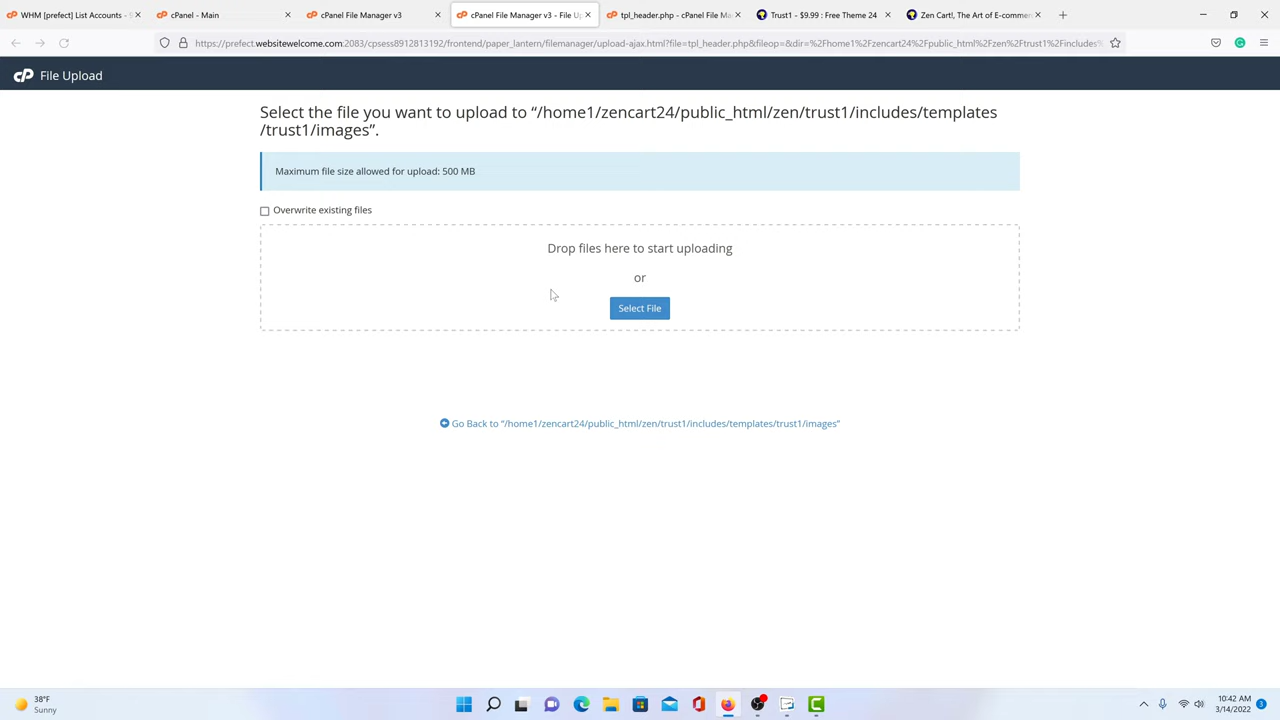 WHM [prefect] List Accounts -
cPanel - Main
cPanel File Manager v3
cPanel File Manager v3 - File U
tpl_header.php - cPanel File Ma
Trust1 - $9.99 : Free Theme 24
Zen Cart!, The Art of E-commer
https://prefect.websitewelcome.com:2083/cpsess8912813192/frontend/paper_lantern/filemanager/upload-ajax.html?file=tpl_header.php&fileop=&dir=%2Fhome1%2Fzencart24%2Fpublic_html%2Fzen%2Ftrust1%2Fincludes%
cP File Upload
Select the file you want to upload to “/home1/zencart24/public_html/zen/trust1/includes/templates
/trust1/images”.
Maximum file size allowed for upload: 500 MB
Overwrite existing files
Drop files here to start uploading
or
Select File
Go Back to “/home1/zencart24/public_html/zen/trust1/includes/templates/trust1/images”
38°F
Sunny
10:42 AM
3/14/2022
3